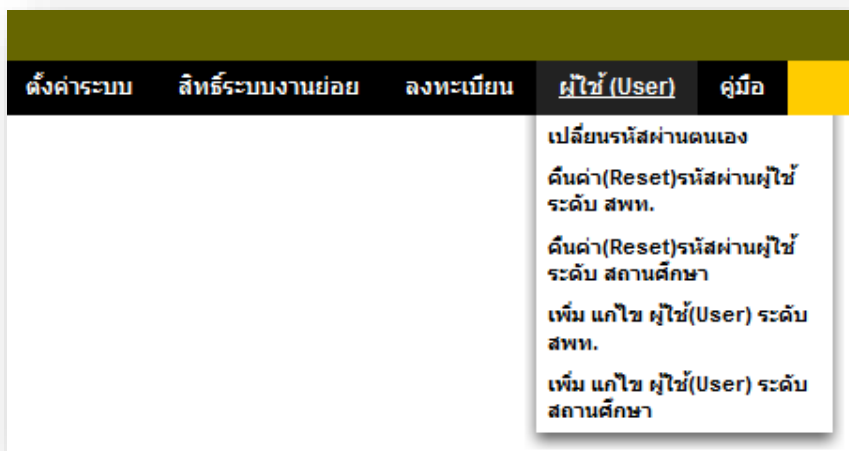 ตั้งค่าระบบ สิทธิ์ระบบงานย่อย ลงทะเบียน ผู้ใช้ (User) คู่มือ
เปลี่ยนรหัสผ่านตนเอง
คืนค่า(Reset)รหัสผ่านผู้ใช้
ระดับ สพท.
คืนค่า(Reset)รหัสผ่านผู้ใช้
ระดับ สถานศึกษา
เพิ่ม แก้ไข ผู้ใช้(User) ระดับ
สพท.
เพิ่ม แก้ไข ผู้ใช้(User) ระดับ
สถานศึกษา